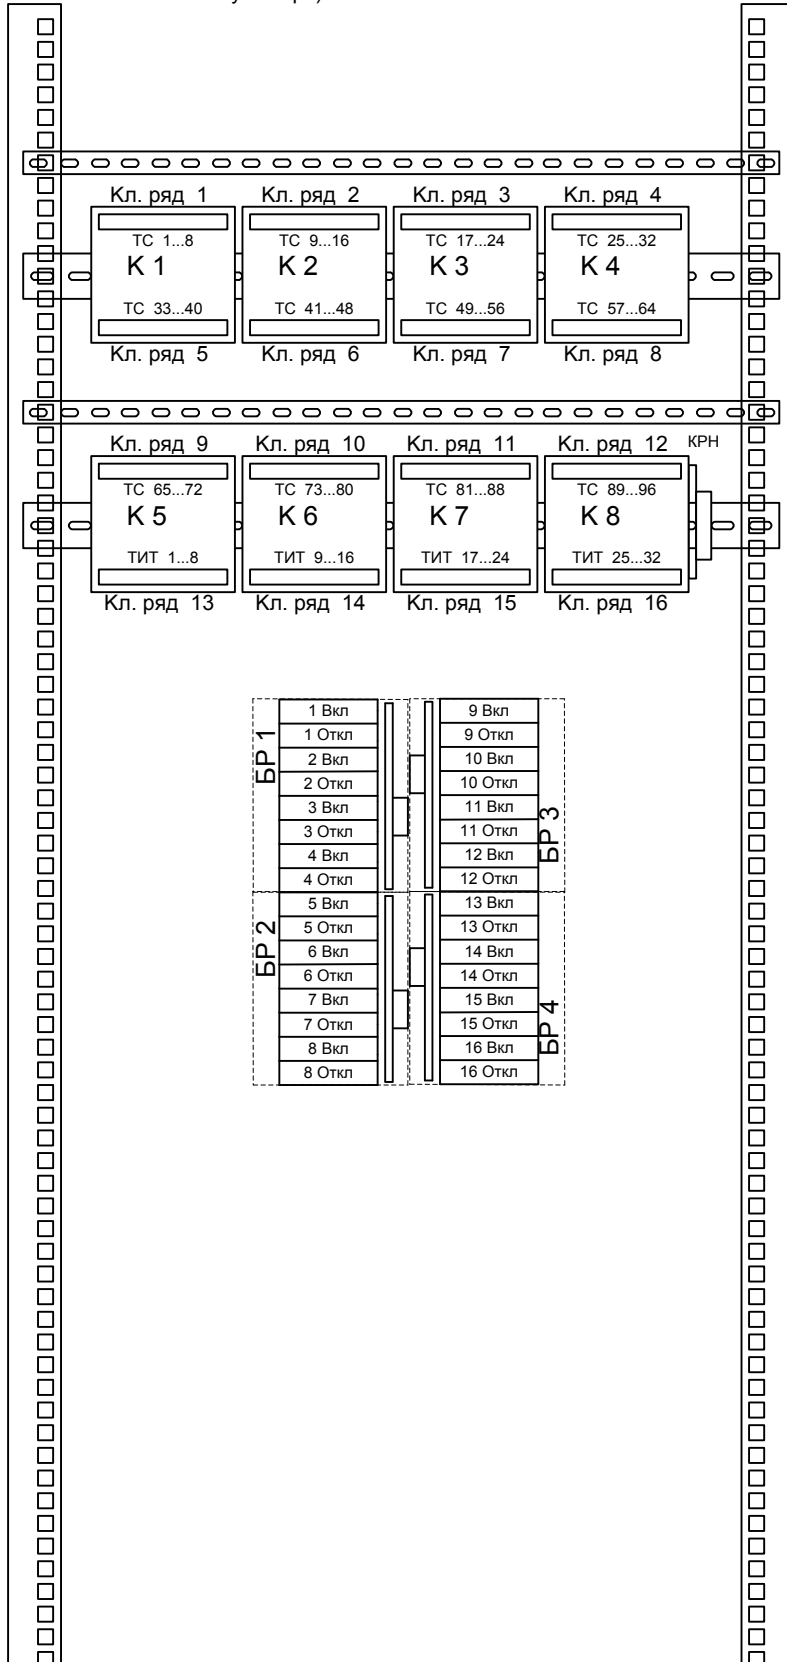 Кл. ряд 1 Кл. ряд 2 Кл. ряд 3 Кл. ряд 4
ТС 1...8 ТС 9...16 ТС 17...24 ТС 25...32
К 1 К 2 К 3 К 4
ТС 33...40 ТС 41...48 ТС 49...56 ТС 57...64
Кл. ряд 5 Кл. ряд 6 Кл. ряд 7 Кл. ряд 8
Кл. ряд 9 Кл. ряд 10 Кл. ряд 11 Кл. ряд 12 КРН
ТС 65...72 ТС 73...80 ТС 81...88 ТС 89...96
К 5 К 6 К 7 К 8
ТИТ 1...8 ТИТ 9...16 ТИТ 17...24 ТИТ 25...32
Кл. ряд 13 Кл. ряд 14 Кл. ряд 15 Кл. ряд 16
БР 1
1 Вкл
1 Откл
2 Вкл
2 Откл
3 Вкл
3 Откл
4 Вкл
4 Откл
БР 2
5 Вкл
5 Откл
6 Вкл
6 Откл
7 Вкл
7 Откл
8 Вкл
8 Откл
9 Вкл
9 Откл
10 Вкл
10 Откл
11 Вкл
11 Откл
12 Вкл
12 Откл
БР 3
13 Вкл
13 Откл
14 Вкл
14 Откл
15 Вкл
15 Откл
16 Вкл
16 Откл
БР 4